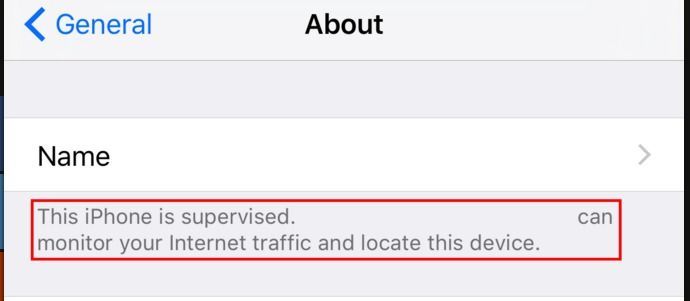 General
About
Name
This iPhone is supervised. can
monitor your Internet traffic and locate this device.